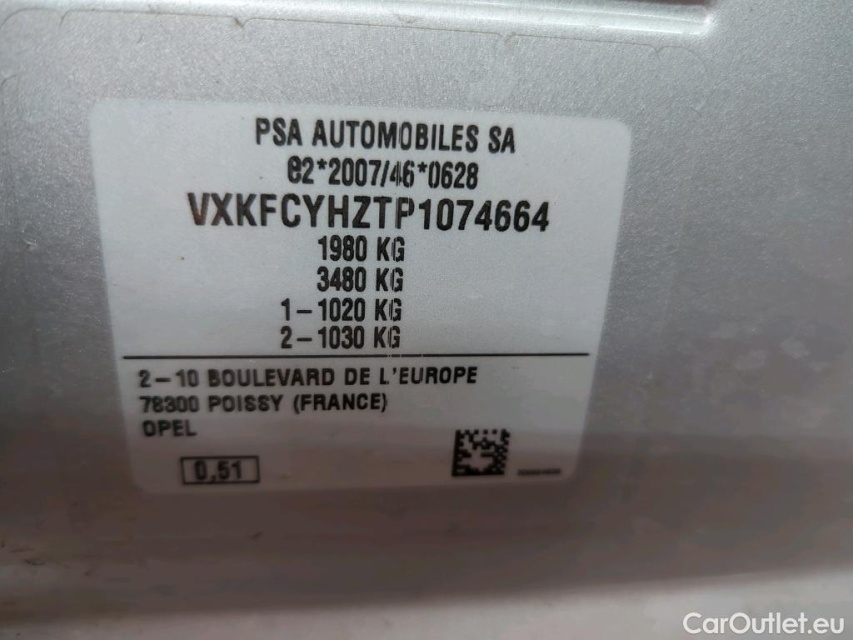 PSA AUTOMOBILES SA
e2*2007/46*0628
VXKFCYHZTP1074664
1980 KG
3480 KG
1-1020 KG
2-1030 KG
2-10 BOULEVARD DE L'EUROPE
78300 POISSY (FRANCE)
OPEL
0,51
CarOutlet.eu